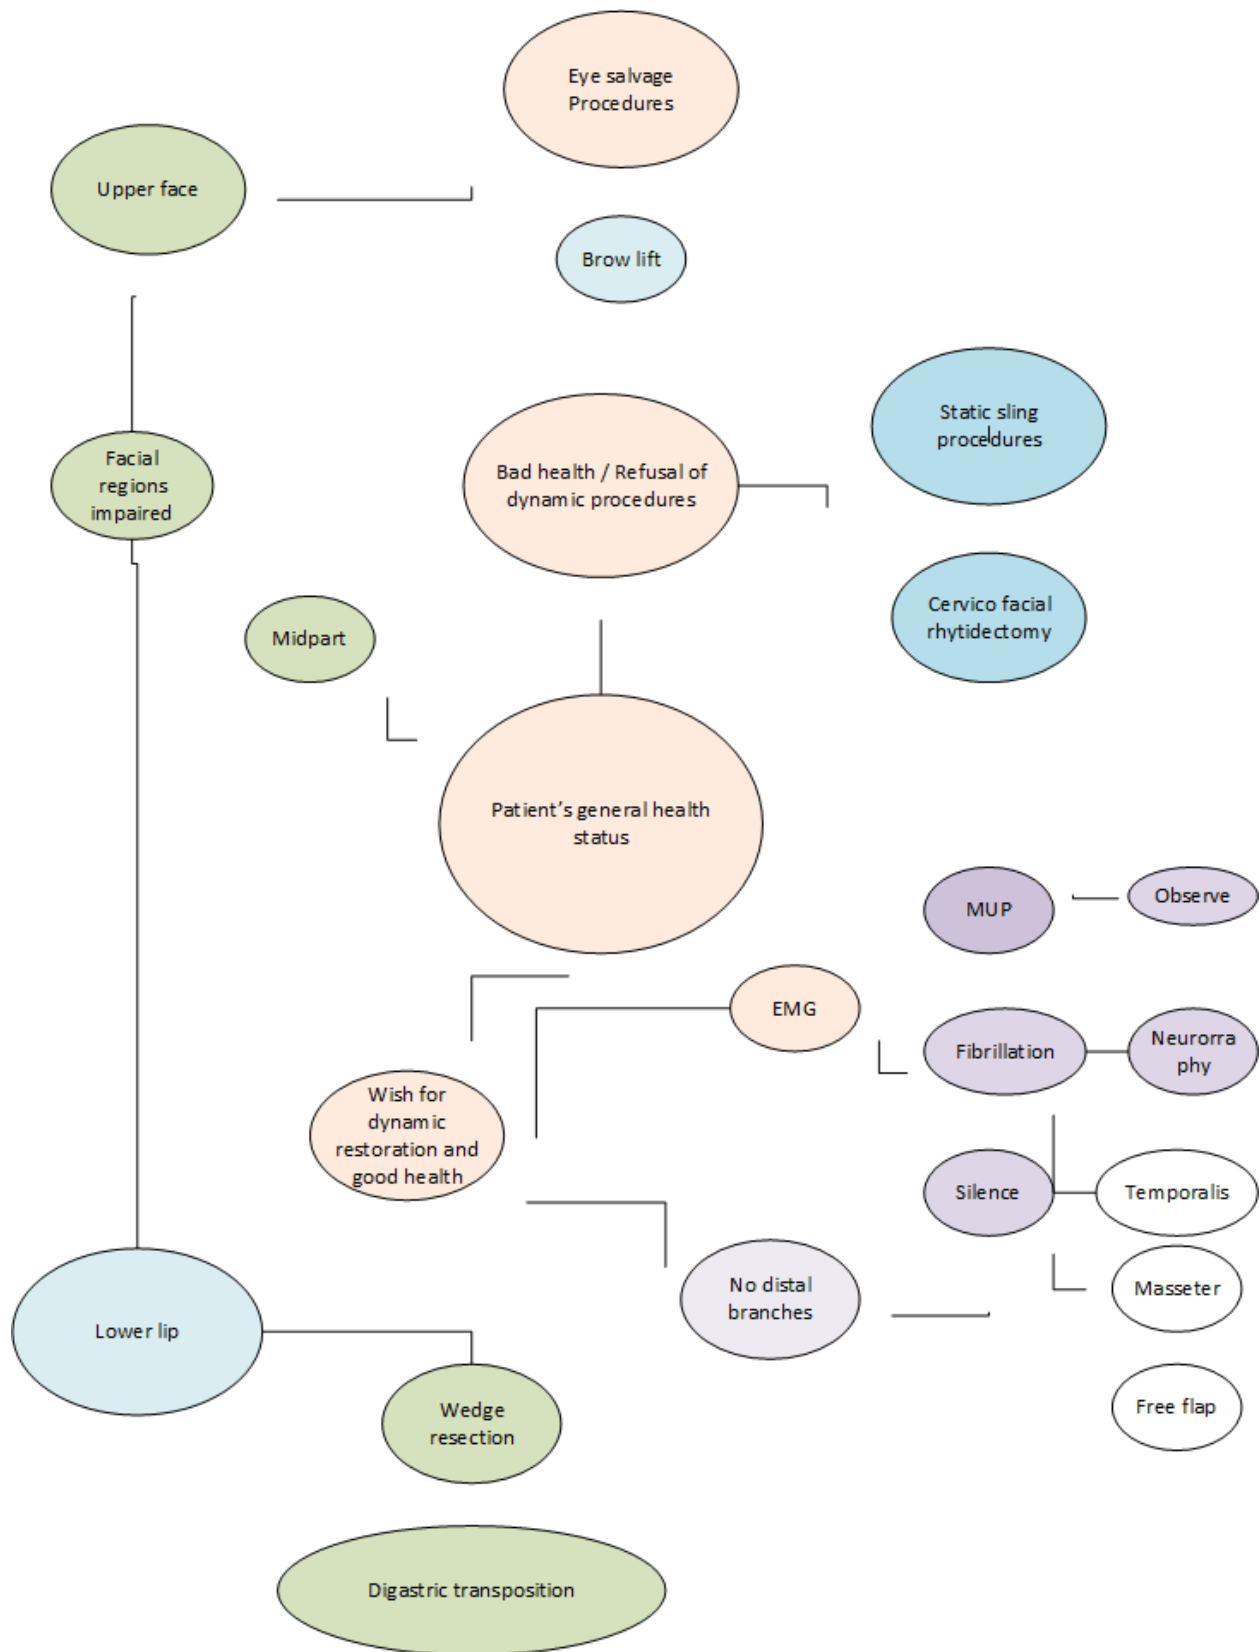 Eye salvage
Procedures
Upper face
Brow lift
Static sling
procedures
Facial
regions
impaired
Bad health / Refusal of
dynamic procedures
Cervico facial
rhytidectomy
Midpart
Patient's general health
status
MUP
Observe
EMG
Fibrillation
Neurorra
phy
Wish for
dynamic
restoration and
good health
Silence
Temporalis
No distal
branches
Masseter
Lower lip
Wedge
resection
Free flap
Digastric transposition